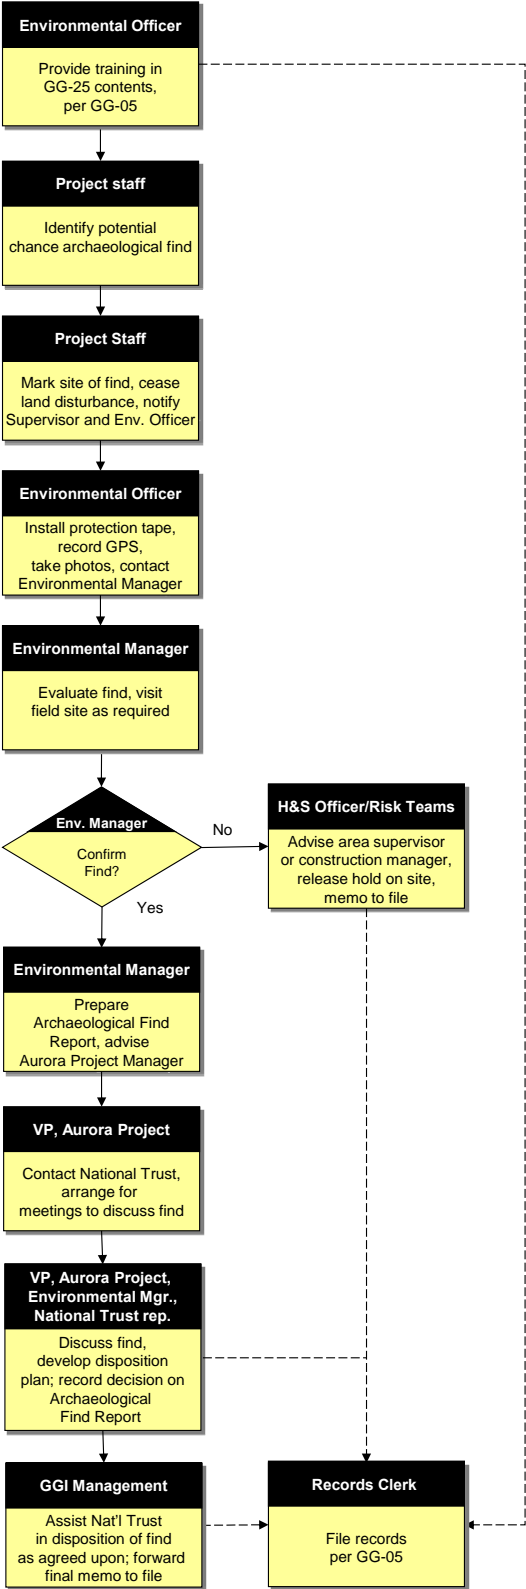 Environmental Officer
Provide training in
GG-25 contents,
per GG-05
Project staff
Identify potential
chance archaeological find
Project Staff
Mark site of find, cease
land disturbance, notify
Supervisor and Env. Officer
Environmental Officer
Install protection tape,
record GPS,
take photos, contact
Environmental Manager
Environmental Manager
Evaluate find, visit
field site as required
Env. Manager
Confirm
Find?
No
Yes
H&S Officer/Risk Teams
Advise area supervisor
or construction manager,
release hold on site,
memo to file
Environmental Manager
Prepare
Archaeological Find
Report, advise
Aurora Project Manager
VP, Aurora Project
Contact National Trust,
arrange for
meetings to discuss find
VP, Aurora Project,
Environmental Mgr.,
National Trust rep.
Discuss find,
develop disposition
plan; record decision on
Archaeological
Find Report
GGI Management
Assist Nat'l Trust
in disposition of find
as agreed upon; forward
final memo to file
Records Clerk
File records
per GG-05